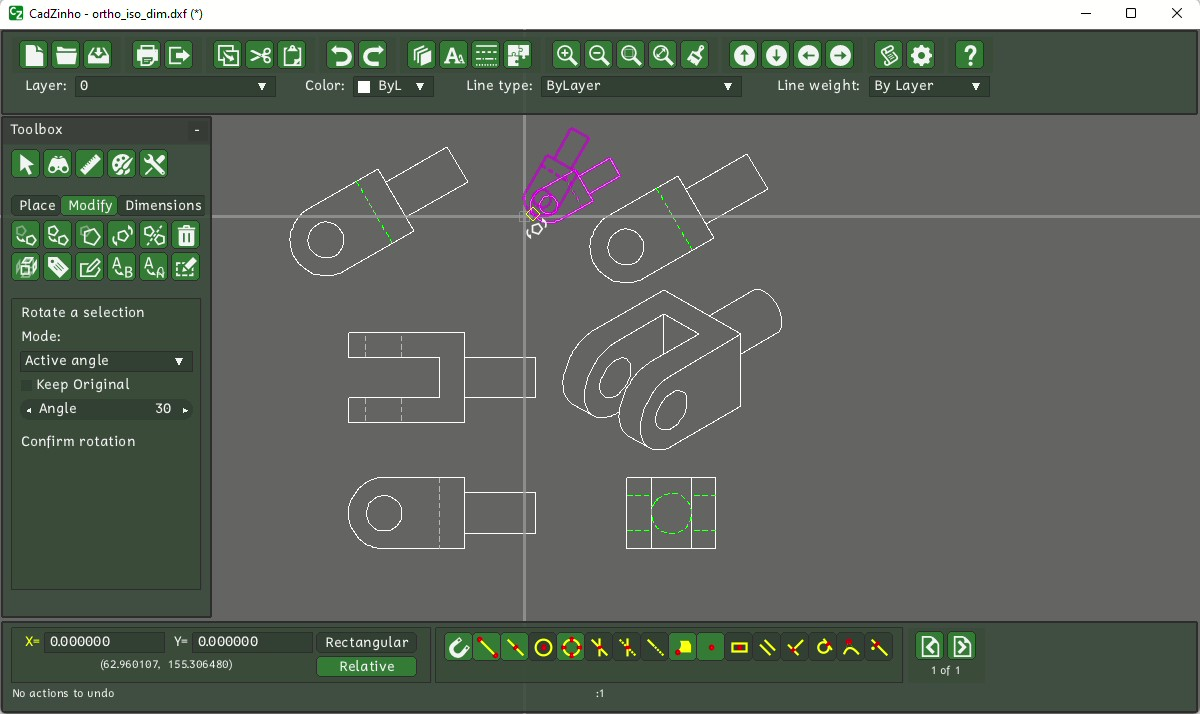 CadZinho - ortho_iso_dim.dxf (*)
Layer: 0 Color: ByL Line type: ByLayer Line weight: By Layer
Toolbox -
Place Modify Dimensions
Rotate a selection
Mode:
Active angle
Keep Original
Angle 30
Confirm rotation
X= 0.000000 Y= 0.000000 Rectangular
(62.960107, 155.306480) Relative
1 of 1
No actions to undo :1